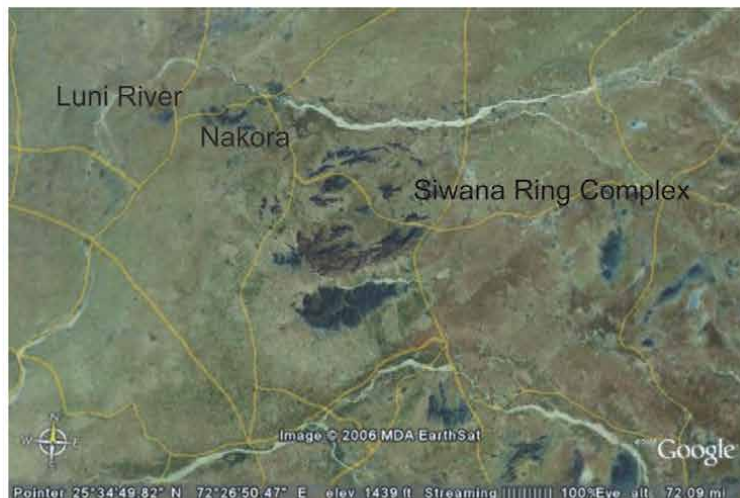 Luni River
Nakora
Siwana Ring Complex
N
W E
S
Image © 2006 MDA EarthSat
Google
Pointer 25°34'49.82" N 72°26'50.47" E elev 1439 ft Streaming |||||||||| 100% Eye alt 72.09 mi